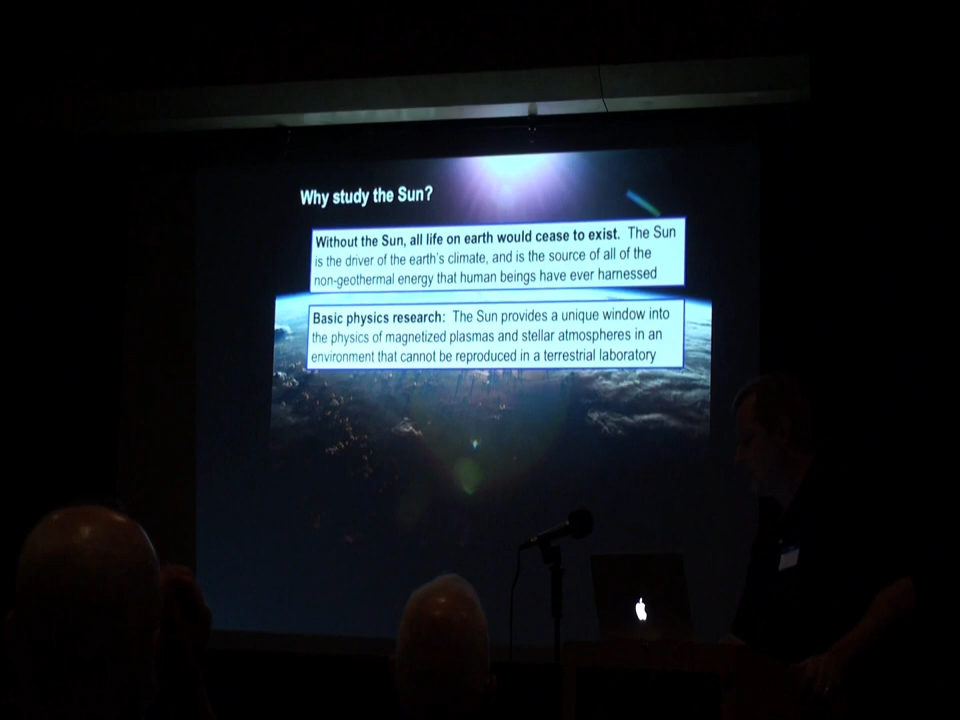 Why study the Sun?
Without the Sun, all life on earth would cease to exist. The Sun
is the driver of the earth's climate, and is the source of all of the
non-geothermal energy that human beings have ever harnessed
Basic physics research: The Sun provides a unique window into
the physics of magnetized plasmas and stellar atmospheres in an
environment that cannot be reproduced in a terrestrial laboratory